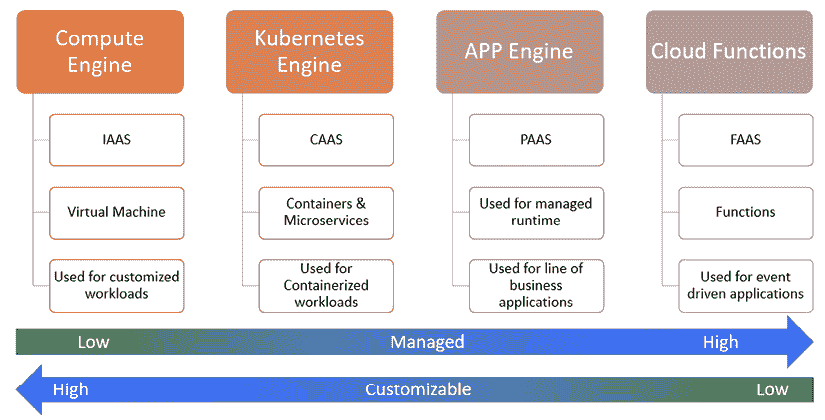 Compute
Engine
IAAS
Virtual Machine
Used for customized
workloads
Kubernetes
Engine
CAAS
Containers &
Microservices
Used for
Containerized
workloads
APP Engine
PAAS
Used for managed
runtime
Used for line of
business
applications
Cloud Functions
FAAS
Functions
Used for event
driven applications
Low
Managed
High
High
Customizable
Low